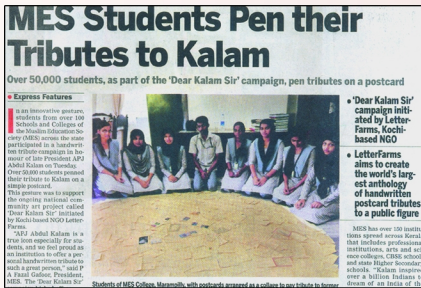 MES Students Pen their
Tributes to Kalam
Over 50,000 students, as part of the 'Dear Kalam Sir' campaign, pen tributes on a postcard
• Express Features
In an innovative gesture,
students from over 100
Schools and Colleges of
the Muslim Education So-
ciety (MES) across the state
participated in a handwrit-
ten tribute campaign in ho-
mour of late President APJ
Abdul Kalam on Tuesday.
Over 50,000 students penned
their tribute to Kalam on a
simple postcard.
This gesture was to support
the ongoing national com-
munity art project called
'Dear Kalam Sir' initiated
by Kochi-based NGO Letter-
Farms.
"APJ Abdul Kalam is a
true icon especially for stu-
dents, and we feel proud as
an institution to offer a per-
sonal handwritten tribute to
such a great person," said P
A Fazal Gafoor, President,
MES. The 'Dear Kalam Sir'
Students of MES College, Marampilly, with postcards arranged as a collage to pay tribute to former
• 'Dear Kalam Sir'
campaign initi-
ated by Letter-
Farms, Kochi-
based NGO
• LetterFarms
aims to create
the world's larg-
est anthology
of handwritten
postcard tributes
to a public figure
MES has over 150 institu
tions spread across Keral
that includes professiona
institutions, arts and sci
ence colleges, CBSE school
and state Higher Secondar
schools. "Kalam inspire
over a billion Indians
dream of an India of th